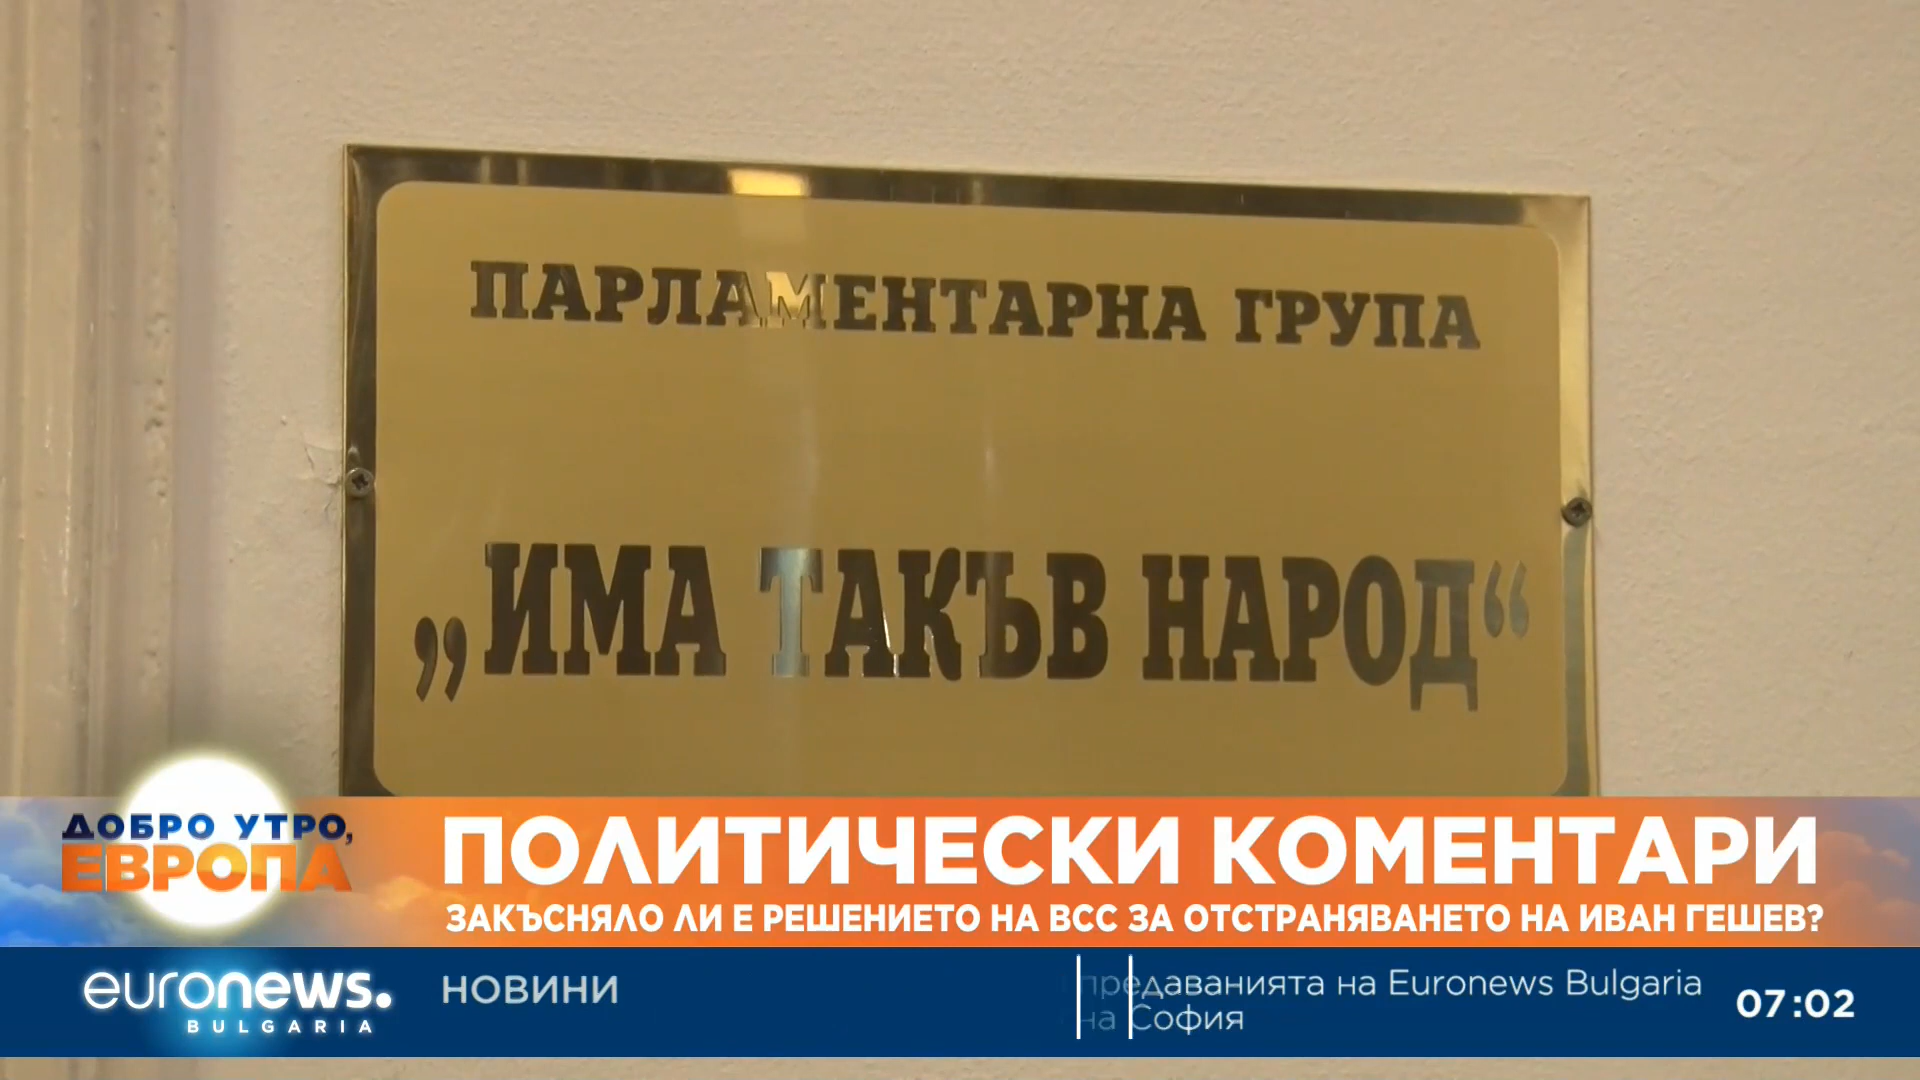 ПАРЛАМЕНТАРНА ГРУПА
„ИМА ТАКЪВ НАРОД“
ДОБРО УТРО,
ЕВРОПА
ПОЛИТИЧЕСКИ КОМЕНТАРИ
ЗАКЪСНЯЛО ЛИ Е РЕШЕНИЕТО НА ВСС ЗА ОТСТРАНЯВАНЕТО НА ИВАН ГЕШЕВ?
euronews.
BULGARIA
НОВИНИ
предаванията на Euronews Bulgaria
на София
07:02